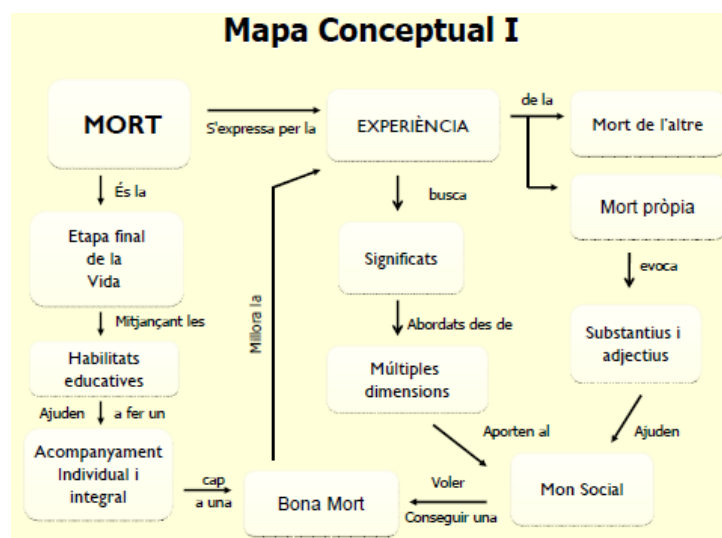 Mapa Conceptual I
MORT
S'expressa per la
EXPERIÈNCIA
de la
Mort de l'altre
Mort pròpia
És la
busca
evoca
Etapa final
de la
Vida
Significats
Mitjançant les
Millora la
Abordats des de
Substantius i
adjectius
Habilitats
educatives
Múltiples
dimensions
Ajuden
a fer un
Aporten al
Ajuden
Acompanyament
Individual i
integral
cap
a una
Bona Mort
Voler
Conseguir una
Mon Social